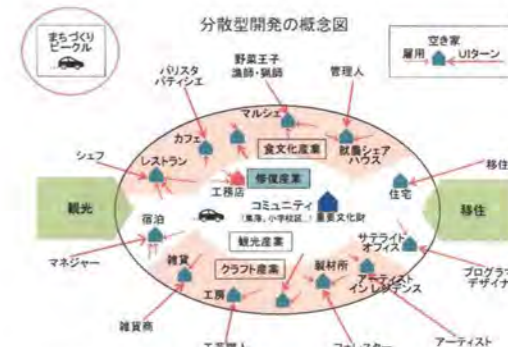 分散型開発の概念図
まちづくり
ビークル
空き家
雇用
UIターン
バリスタ
パティシエ
野菜王子
漁師・猟師
管理人
マルシェ
カフェ
食文化産業
就農シェア
ハウス
シェフ
レストラン
工務店
修復産業
移住
住宅
観光
コミュニティ
(集落、小学校区...)
重要文化財
移住
宿泊
観光産業
サテライト
オフィス
マネジャー
雑貨
クラフト産業
製材所
アーティスト
イン レジデンス
プログラマ
デザイナ
工房
雑貨商
アーティスト